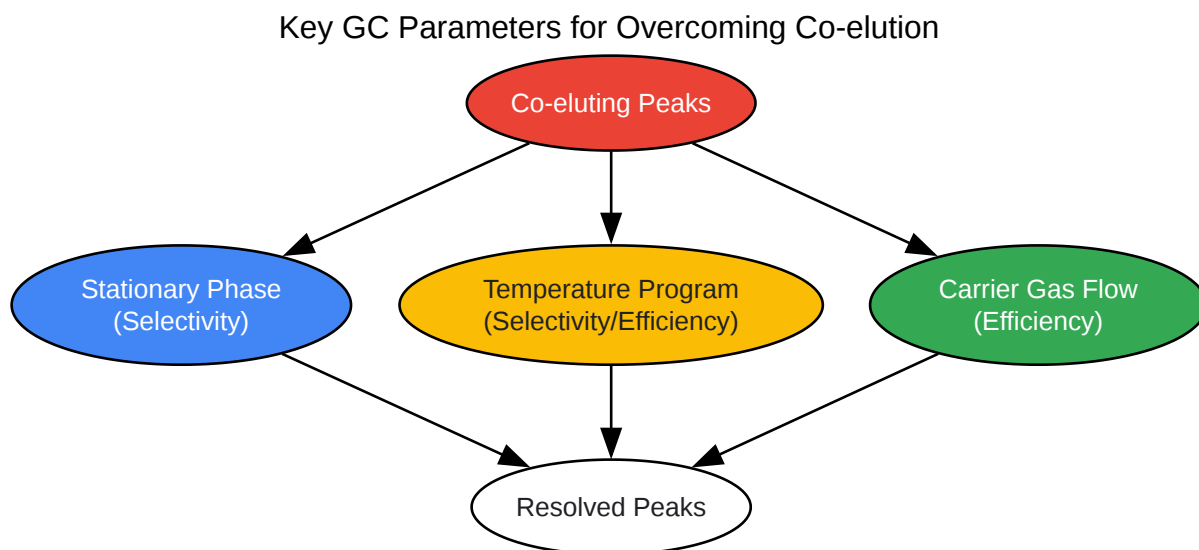 Key GC Parameters for Overcoming Co-elution
Co-eluting Peaks
Stationary Phase
(Selectivity)
Temperature Program
(Selectivity/Efficiency)
Carrier Gas Flow
(Efficiency)
Resolved Peaks